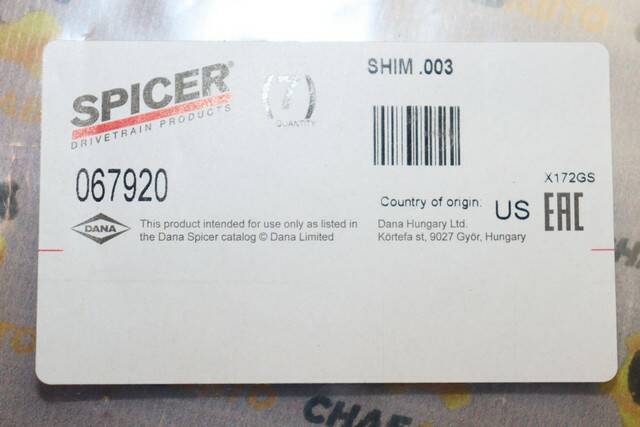 SPICER®
DRIVETRAIN PRODUCTS
(7)
QUANTITY
SHIM .003
067920
X172GS
Country of origin: US
EAC
DANA
This product intended for use only as listed in
the Dana Spicer catalog © Dana Limited
Dana Hungary Ltd.
Körtefa st, 9027 Győr, Hungary